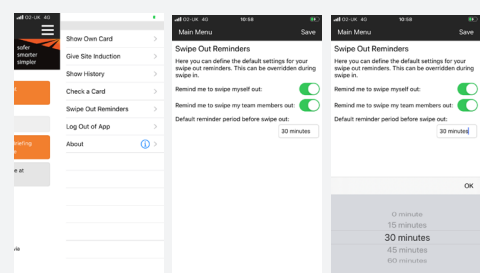 O2-UK 4G
safer
smarter
simpler
riefing
e at
vie
Show Own Card
Give Site Induction
Show History
Check a Card
Swipe Out Reminders
Log Out of App
About
O2-UK 4G 10:58
Main Menu Save
Swipe Out Reminders
Here you can define the default settings for your
swipe out reminders. This can be overridden during
swipe in.
Remind me to swipe myself out:
Remind me to swipe my team members out:
Default reminder period before swipe out:
30 minutes
O2-UK 4G 10:58
Main Menu Save
Swipe Out Reminders
Here you can define the default settings for your
swipe out reminders. This can be overridden during
swipe in.
Remind me to swipe myself out:
Remind me to swipe my team members out:
Default reminder period before swipe out:
30 minutes
OK
0 minute
15 minutes
30 minutes
45 minutes
60 minutes